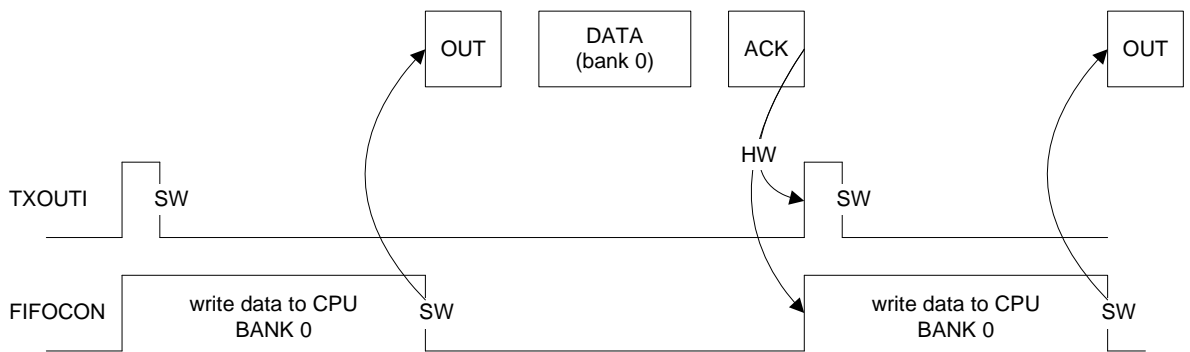 OUT
DATA
(bank 0)
ACK
OUT
HW
TXOUTI
SW
SW
FIFOCON
write data to CPU
BANK 0
SW
write data to CPU
BANK 0
SW